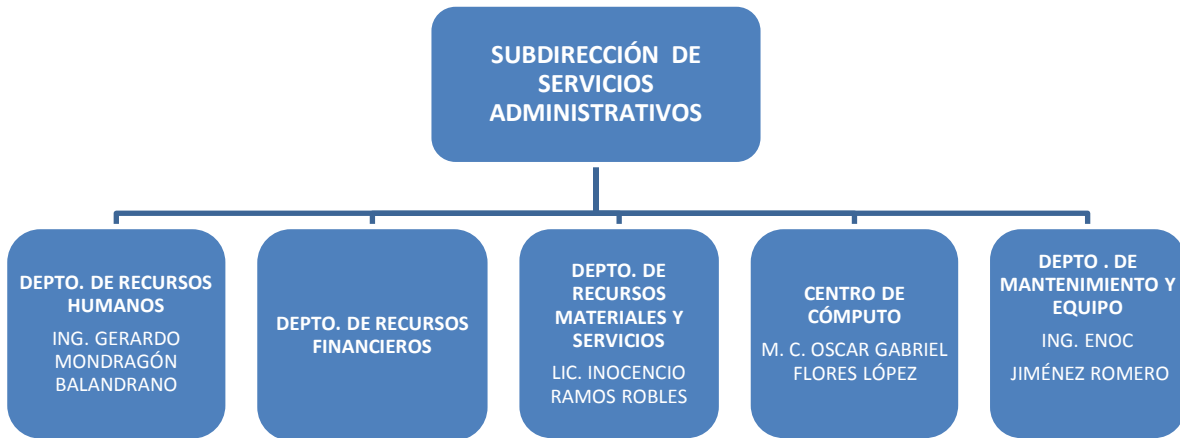 SUBDIRECCIÓN DE
SERVICIOS
ADMINISTRATIVOS
DEPTO. DE RECURSOS
HUMANOS
ING. GERARDO
MONDRAGÓN
BALANDRANO
DEPTO. DE RECURSOS
FINANCIEROS
DEPTO. DE
RECURSOS
MATERIALES Y
SERVICIOS
LIC. INOCENCIO
RAMOS ROBLES
CENTRO DE
CÓMPUTO
M. C. OSCAR GABRIEL
FLORES LÓPEZ
DEPTO . DE
MANTENIMIENTO Y
EQUIPO
ING. ENOC
JIMÉNEZ ROMERO